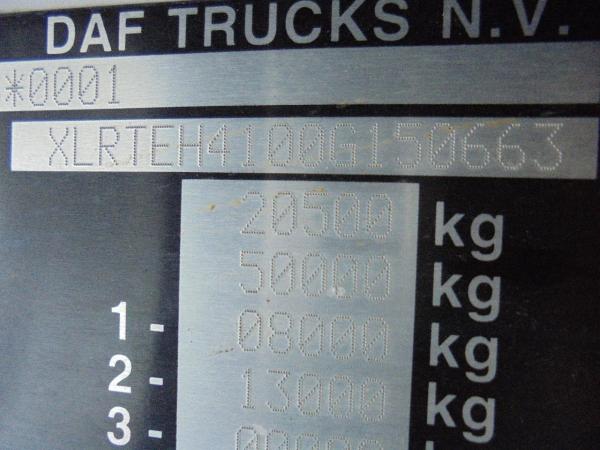 DAF TRUCKS N.V.
*0001
XLRTEH4100G150663
20500 kg
50000 kg
1 - 08000 kg
2 - 13000 kg
3 -